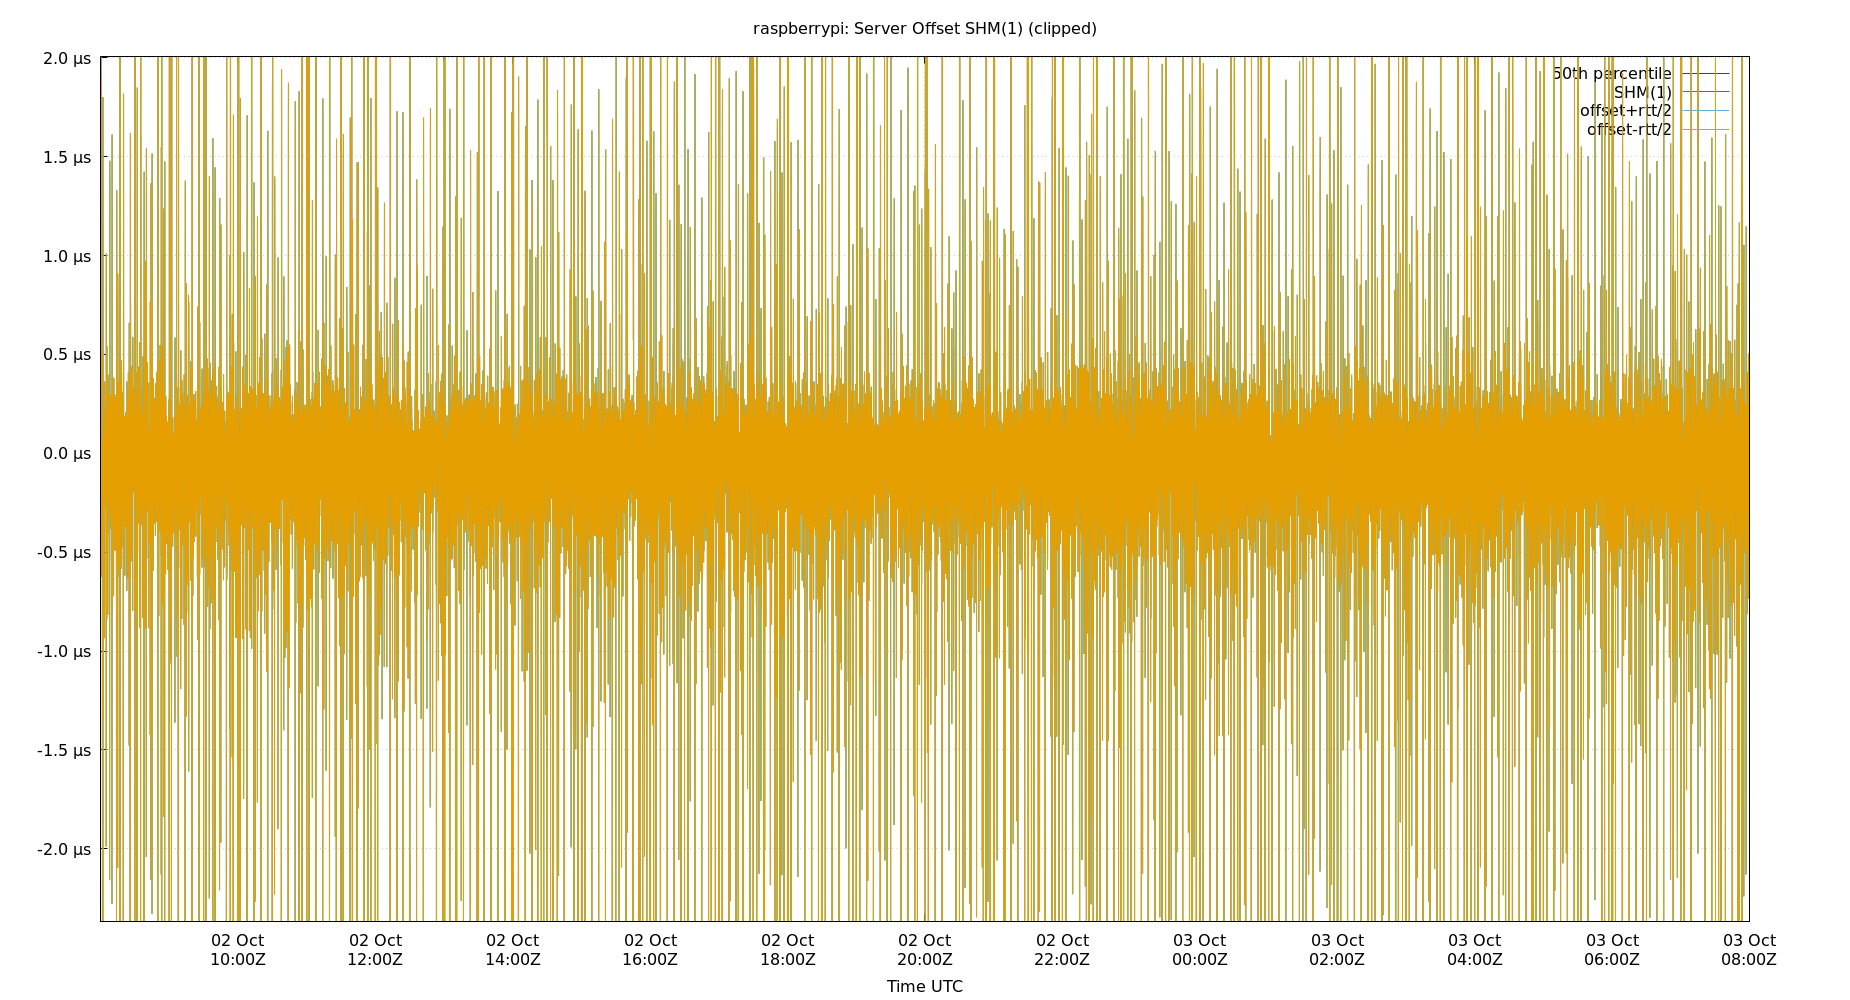 raspberrypi: Server Offset SHM(1) (clipped)
2.0 µs
1.5 µs
1.0 µs
0.5 µs
0.0 µs
-0.5 µs
-1.0 µs
-1.5 µs
-2.0 µs
50th percentile
SHM(1)
offset+rtt/2
offset-rtt/2
02 Oct 02 Oct 02 Oct 02 Oct 02 Oct 02 Oct 02 Oct 03 Oct 03 Oct 03 Oct 03 Oct 03 Oct
10:00Z 12:00Z 14:00Z 16:00Z 18:00Z 20:00Z 22:00Z 00:00Z 02:00Z 04:00Z 06:00Z 08:00Z
Time UTC